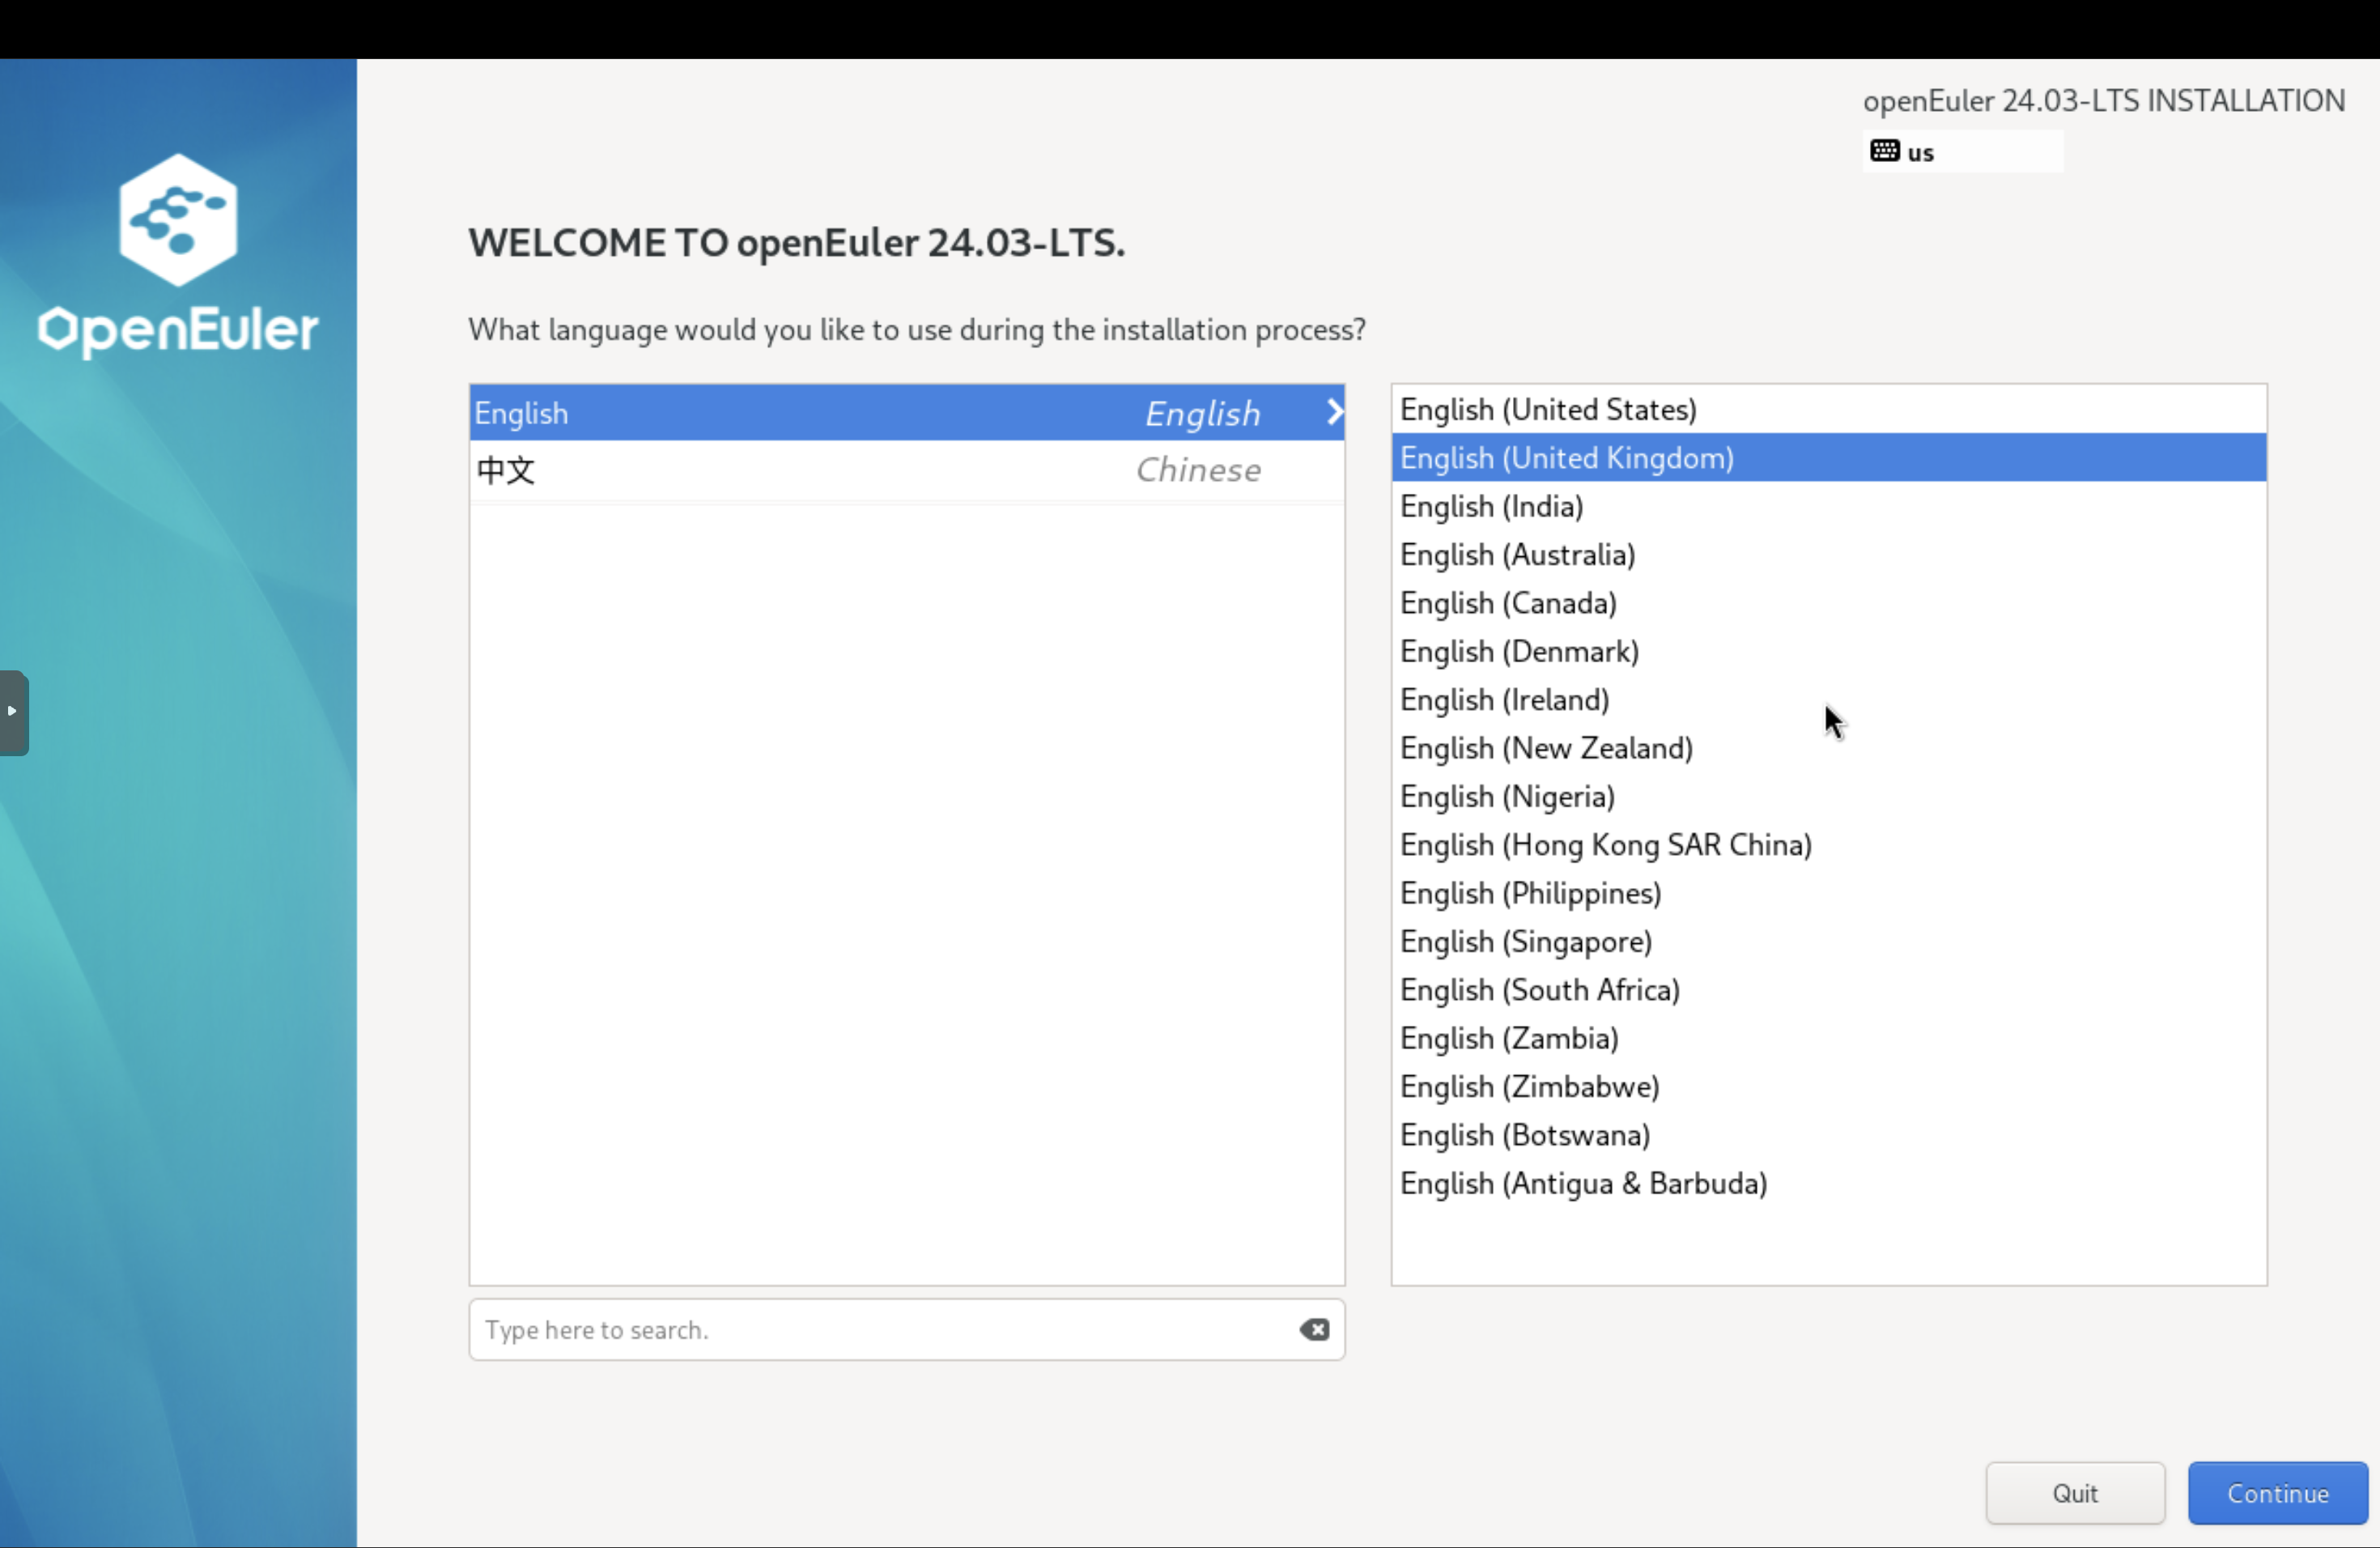 openEuler 24.03-LTS INSTALLATION
us
OpenEuler
WELCOME TO openEuler 24.03-LTS.
What language would you like to use during the installation process?
English English
中文 Chinese
English (United States)
English (United Kingdom)
English (India)
English (Australia)
English (Canada)
English (Denmark)
English (Ireland)
English (New Zealand)
English (Nigeria)
English (Hong Kong SAR China)
English (Philippines)
English (Singapore)
English (South Africa)
English (Zambia)
English (Zimbabwe)
English (Botswana)
English (Antigua & Barbuda)
Type here to search.
Quit
Continue